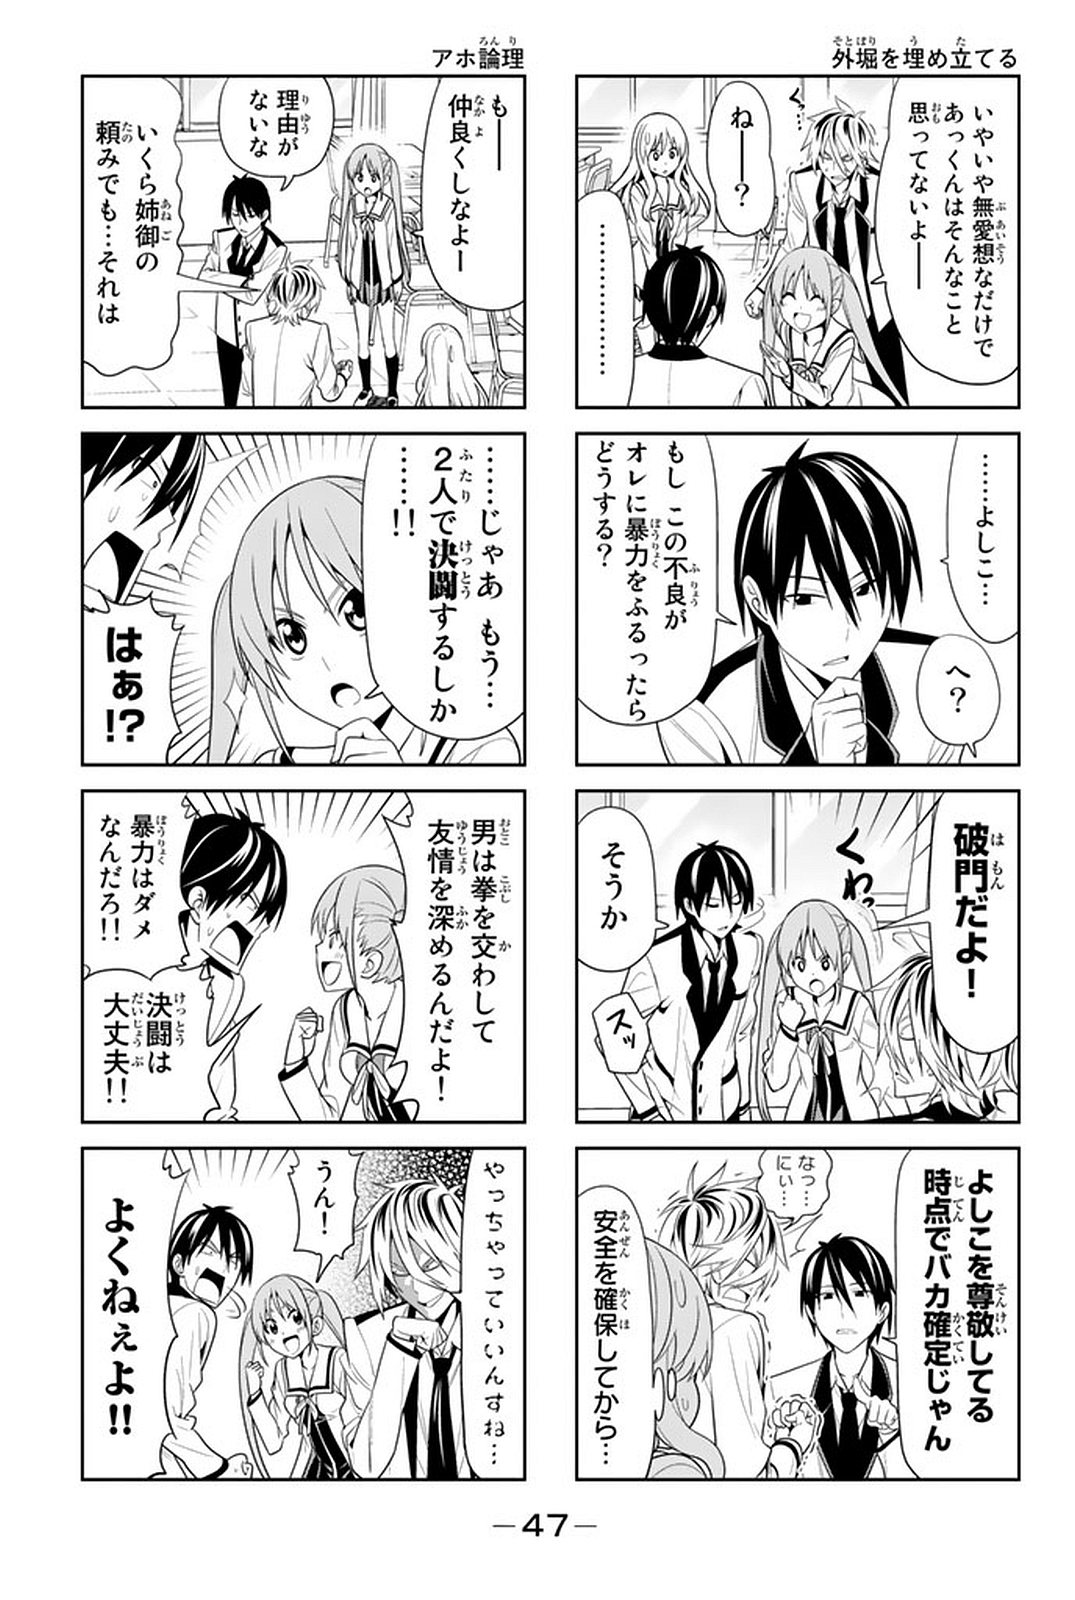 外堀を埋め立てる
いやいや無愛想なだけで
あっくんはそんなこと
思ってないよー
くっ…
ねーー？
…………
……よしこ…
へ？
もし この不良が
オレに暴力をふるったら
どうする？
破門だよ！
くわっ
そうか
スッ
よしこを尊敬してる
時点でバカ確定じゃん
なっ…
にぃ…
安全を確保してから…
アホ論理
もーー
仲良くしなよー
理由が
ないな
いくら姉御の
頼みでも…それは
……じゃあ もう…
2人で決闘するしか
……!!
はぁ!?
男は拳を交わして
友情を深めるんだよ！
暴力はダメ
なんだろ!!
決闘は
大丈夫!!
やっちゃっていいんすね…
うん！
よくねぇよ!!
—47—